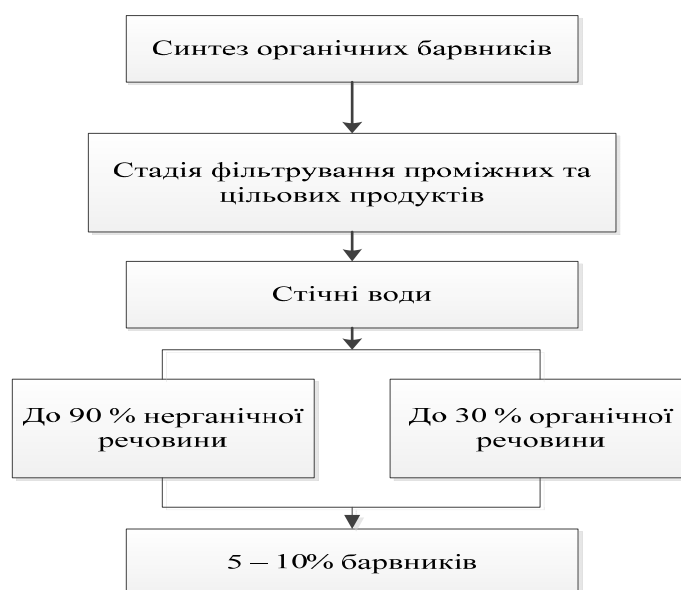 Синтез органічних барвників
Стадія фільтрування проміжних та
цільових продуктів
Стічні води
До 90 % нерганічної
речовини
До 30 % органічної
речовини
5 – 10% барвників